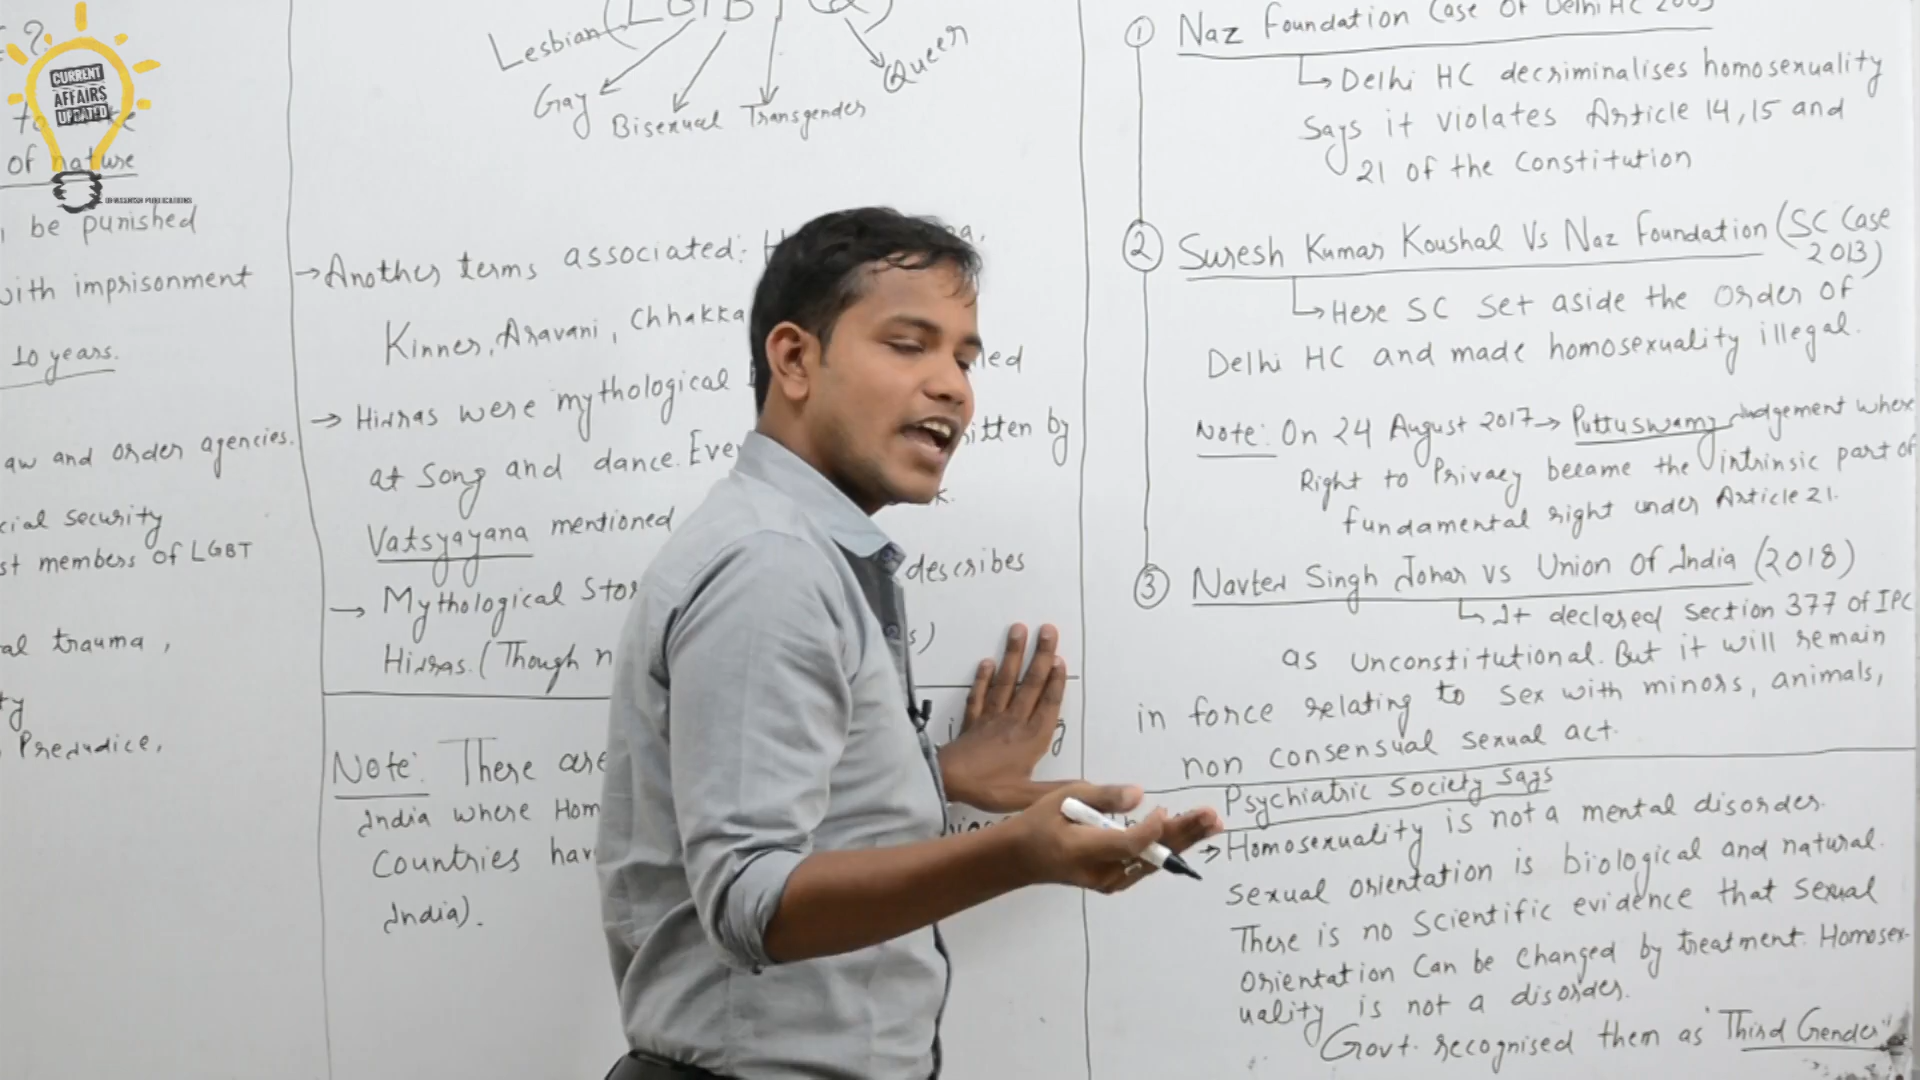 CURRENT
AFFAIRS
UPDATED
of nature
be punished
with imprisonment
10 years.
law and order agencies.
cial security
st members of LGBT
al trauma,
ty
Prejudice,
(LGTB, Q)
Lesbian
Gay
Bisexual
Transgender
Queer
→Another terms associated:
Kinner, Aravani, Chhakka
→ Hijras were mythological
at song and dance. Eve
itten by
Vatsyayana mentioned
k.
→ Mythological Stor
describes
Hijras. (Though n
s)
Note: There are
India where Hom
Countries hav
India).
① Naz Foundation Case Of Delhi HC
↳ Delhi HC decriminalises homosexuality
Says it violates Article 14, 15 and
21 of the Constitution
② Suresh Kumar Koushal Vs Naz Foundation (SC Case
2013)
↳ Here SC set aside the order of
Delhi HC and made homosexuality illegal.
Note: On 24 August 2017→ Puttuswamy Judgement where
Right to Privacy became the intrinsic part of
fundamental right under Article 21.
③ Navtej Singh Johar vs Union Of India (2018)
↳ It declared Section 377 of IPC
as Unconstitutional. But it will remain
in force relating to sex with minors, animals,
non consensual sexual act.
Psychiatric Society Says
→ Homosexuality is not a mental disorder.
Sexual orientation is biological and natural.
There is no scientific evidence that Sexual
Orientation Can be changed by treatment. Homosex-
uality is not a disorder.
Govt. recognised them as "Third Gender"